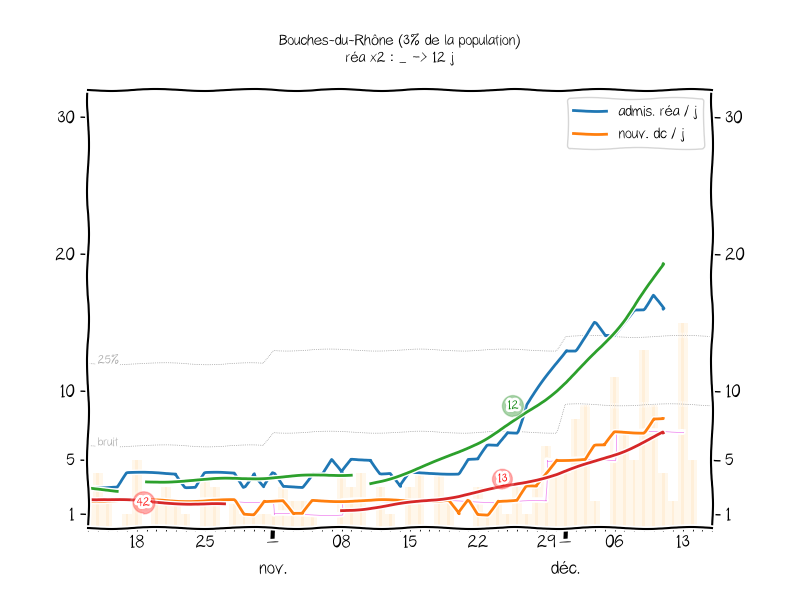 Bouches-du-Rhône (3% de la population)
réa x2 : _ -> 12 j
admis. réa / j
nouv. dc / j
30
30
20
20
25%
12
10
10
bruit
13
5
5
42
1
1
18 25 08 15 22 29 06 13
nov. déc.